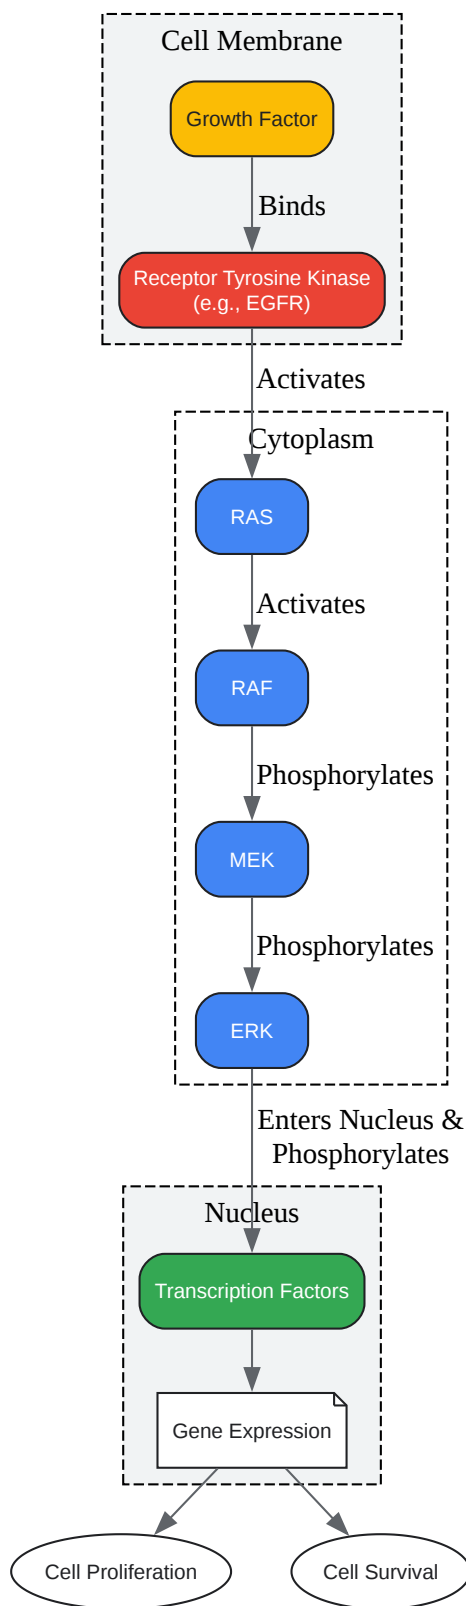 Cell Membrane
Growth Factor
Binds
Receptor Tyrosine Kinase
(e.g., EGFR)
Activates
Cytoplasm
RAS
Activates
RAF
Phosphorylates
MEK
Phosphorylates
ERK
Enters Nucleus &
Phosphorylates
Nucleus
Transcription Factors
Gene Expression
Cell Proliferation
Cell Survival